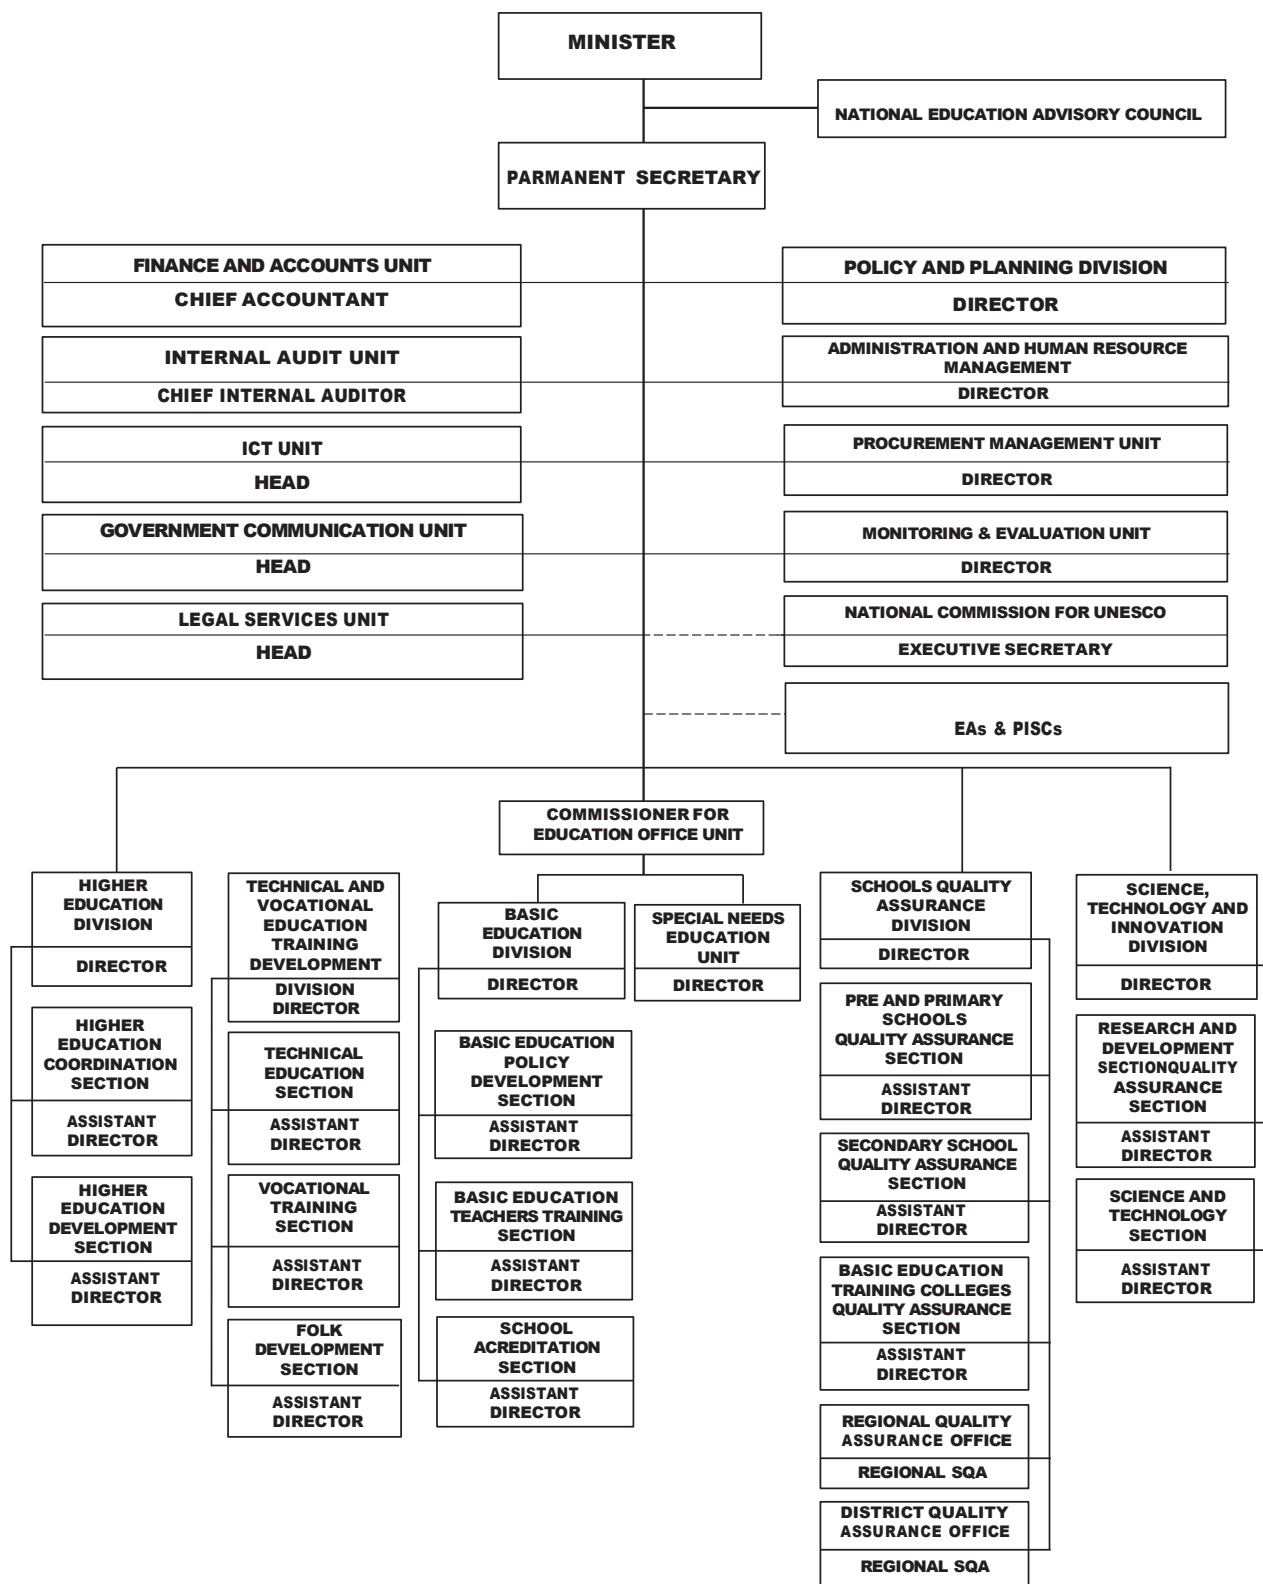 MINISTER
NATIONAL EDUCATION ADVISORY COUNCIL
PARMANENT SECRETARY
FINANCE AND ACCOUNTS UNIT
CHIEF ACCOUNTANT
POLICY AND PLANNING DIVISION
DIRECTOR
INTERNAL AUDIT UNIT
CHIEF INTERNAL AUDITOR
ADMINISTRATION AND HUMAN RESOURCE
MANAGEMENT
DIRECTOR
ICT UNIT
HEAD
PROCUREMENT MANAGEMENT UNIT
DIRECTOR
GOVERNMENT COMMUNICATION UNIT
HEAD
MONITORING & EVALUATION UNIT
DIRECTOR
LEGAL SERVICES UNIT
HEAD
NATIONAL COMMISSION FOR UNESCO
EXECUTIVE SECRETARY
EAs & PISCs
COMMISSIONER FOR
EDUCATION OFFICE UNIT
HIGHER
EDUCATION
DIVISION
DIRECTOR
HIGHER
EDUCATION
COORDINATION
SECTION
ASSISTANT
DIRECTOR
HIGHER
EDUCATION
DEVELOPMENT
SECTION
ASSISTANT
DIRECTOR
TECHNICAL AND
VOCATIONAL
EDUCATION
TRAINING
DEVELOPMENT
DIVISION
DIRECTOR
TECHNICAL
EDUCATION
SECTION
ASSISTANT
DIRECTOR
VOCATIONAL
TRAINING
SECTION
ASSISTANT
DIRECTOR
FOLK
DEVELOPMENT
SECTION
ASSISTANT
DIRECTOR
BASIC
EDUCATION
DIVISION
DIRECTOR
BASIC EDUCATION
POLICY
DEVELOPMENT
SECTION
ASSISTANT
DIRECTOR
BASIC EDUCATION
TEACHERS TRAINING
SECTION
ASSISTANT
DIRECTOR
SCHOOL
ACREDITATION
SECTION
ASSISTANT
DIRECTOR
SPECIAL NEEDS
EDUCATION
UNIT
DIRECTOR
SCHOOLS QUALITY
ASSURANCE
DIVISION
DIRECTOR
PRE AND PRIMARY
SCHOOLS
QUALITY ASSURANCE
SECTION
ASSISTANT
DIRECTOR
SECONDARY SCHOOL
QUALITY ASSURANCE
SECTION
ASSISTANT
DIRECTOR
BASIC EDUCATION
TRAINING COLLEGES
QUALITY ASSURANCE
SECTION
ASSISTANT
DIRECTOR
REGIONAL QUALITY
ASSURANCE OFFICE
REGIONAL SQA
DISTRICT QUALITY
ASSURANCE OFFICE
REGIONAL SQA
SCIENCE,
TECHNOLOGY AND
INNOVATION
DIVISION
DIRECTOR
RESEARCH AND
DEVELOPMENT
SECTIONQUALITY
ASSURANCE
SECTION
ASSISTANT
DIRECTOR
SCIENCE AND
TECHNOLOGY
SECTION
ASSISTANT
DIRECTOR